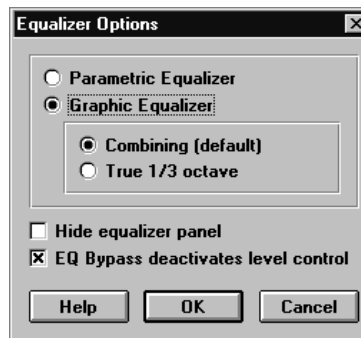 Equalizer Options
Parametric Equalizer
Graphic Equalizer
Combining (default)
True 1/3 octave
Hide equalizer panel
EQ Bypass deactivates level control
Help OK Cancel